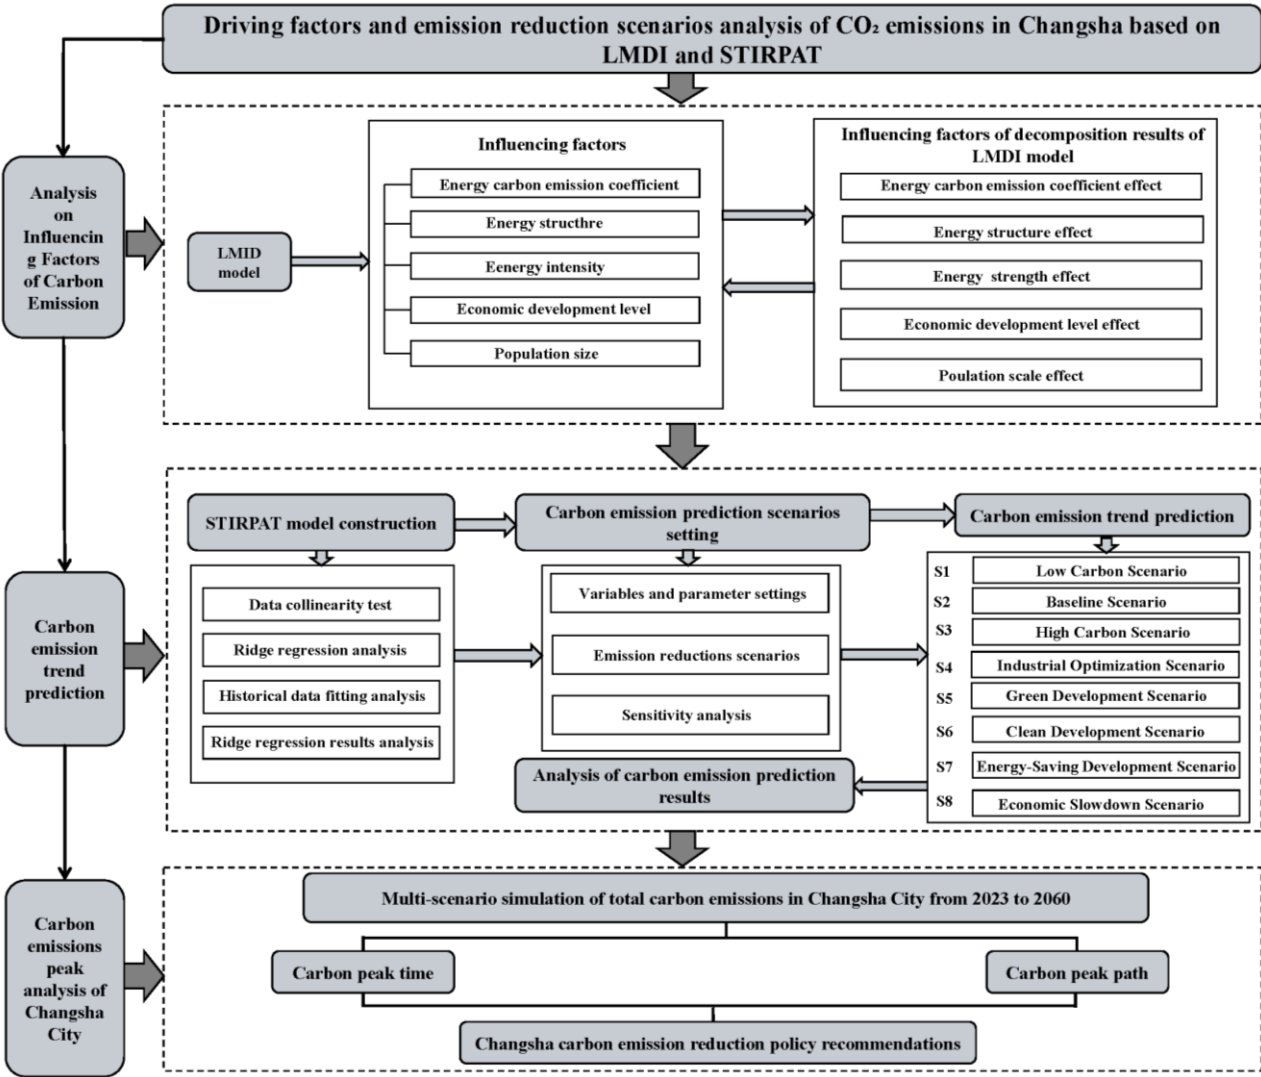 Driving factors and emission reduction scenarios analysis of CO₂ emissions in Changsha based on
LMDI and STIRPAT
Analysis
on
Influencin
g Factors
of Carbon
Emission
LMID
model
Influencing factors
Energy carbon emission coefficient
Energy structhre
Eenergy intensity
Economic development level
Population size
Influencing factors of decomposition results of
LMDI model
Energy carbon emission coefficient effect
Energy structure effect
Energy strength effect
Economic development level effect
Poulation scale effect
Carbon
emission
trend
prediction
STIRPAT model construction
Data collinearity test
Ridge regression analysis
Historical data fitting analysis
Ridge regression results analysis
Carbon emission prediction scenarios
setting
Variables and parameter settings
Emission reductions scenarios
Sensitivity analysis
Carbon emission trend prediction
S1 Low Carbon Scenario
S2 Baseline Scenario
S3 High Carbon Scenario
S4 Industrial Optimization Scenario
S5 Green Development Scenario
S6 Clean Development Scenario
S7 Energy-Saving Development Scenario
S8 Economic Slowdown Scenario
Analysis of carbon emission prediction
results
Carbon
emissions
peak
analysis of
Changsha
City
Multi-scenario simulation of total carbon emissions in Changsha City from 2023 to 2060
Carbon peak time
Carbon peak path
Changsha carbon emission reduction policy recommendations